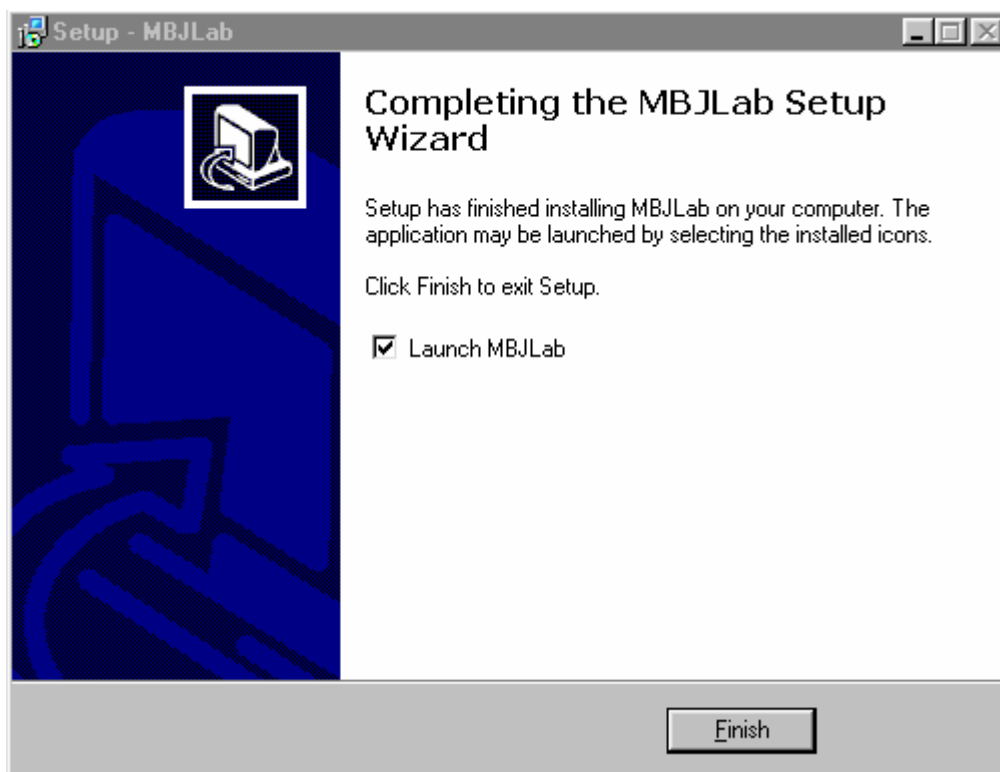 Setup - MBJLab
Completing the MBJLab Setup
Wizard
Setup has finished installing MBJLab on your computer. The
application may be launched by selecting the installed icons.
Click Finish to exit Setup.
Launch MBJLab
Finish